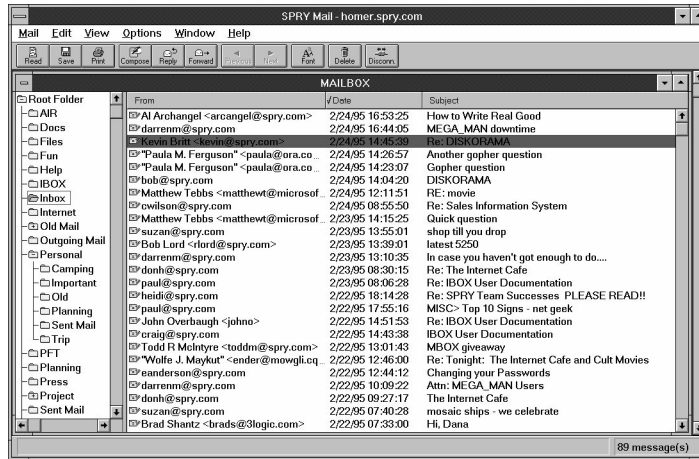 SPRY Mail - homer.spry.com
Mail Edit View Options Window Help
Read Save Print Compose Reply Forward Previous Next Font Delete Disconn.
MAILBOX
Root Folder
AIR
Docs
Files
Fun
Help
IBOX
Inbox
Internet
Old Mail
Outgoing Mail
Personal
Camping
Important
Old
Planning
Sent Mail
Trip
PFT
Planning
Press
Project
Sent Mail
From √Date Subject
Al Archangel <arcangel@spry.com> 2/24/95 16:53:25 How to Write Real Good
darrenm@spry.com 2/24/95 16:44:05 MEGA_MAN downtime
Kevin Britt <kevin@spry.com> 2/24/95 14:45:39 Re: DISKORAMA
"Paula M. Ferguson" <paula@ora.co... 2/24/95 14:26:57 Another gopher question
"Paula M. Ferguson" <paula@ora.co... 2/24/95 14:23:07 Gopher question
bob@spry.com 2/24/95 14:04:20 DISKORAMA
Matthew Tebbs <matthewt@microsof... 2/24/95 12:11:51 RE: movie
cwilson@spry.com 2/24/95 08:55:50 Re: Sales Information System
Matthew Tebbs <matthewt@microsof... 2/23/95 14:15:25 Quick question
suzan@spry.com 2/23/95 13:55:01 shop till you drop
Bob Lord <rlord@spry.com> 2/23/95 13:39:01 latest 5250
darrenm@spry.com 2/23/95 13:10:35 In case you haven't got enough to do....
donh@spry.com 2/23/95 08:30:15 Re: The Internet Cafe
paul@spry.com 2/23/95 08:06:28 Re: IBOX User Documentation
heidi@spry.com 2/22/95 18:14:28 Re: SPRY Team Successes PLEASE READ!!
paul@spry.com 2/22/95 17:55:16 MISC> Top 10 Signs - net geek
John Overbaugh <johno> 2/22/95 14:51:53 Re: IBOX User Documentation
craig@spry.com 2/22/95 14:43:38 IBOX User Documentation
Todd R McIntyre <toddm@spry.com> 2/22/95 13:01:43 MBOX giveaway
"Wolfe J. Maykut" <ender@mowgli.cq... 2/22/95 12:46:00 Re: Tonight: The Internet Cafe and Cult Movies
eanderson@spry.com 2/22/95 12:44:12 Changing your Passwords
darrenm@spry.com 2/22/95 10:09:22 Attn: MEGA_MAN Users
donh@spry.com 2/22/95 09:27:17 The Internet Cafe
suzan@spry.com 2/22/95 07:40:28 mosaic ships - we celebrate
Brad Shantz <brads@3logic.com> 2/22/95 07:33:00 Hi, Dana
89 message(s)